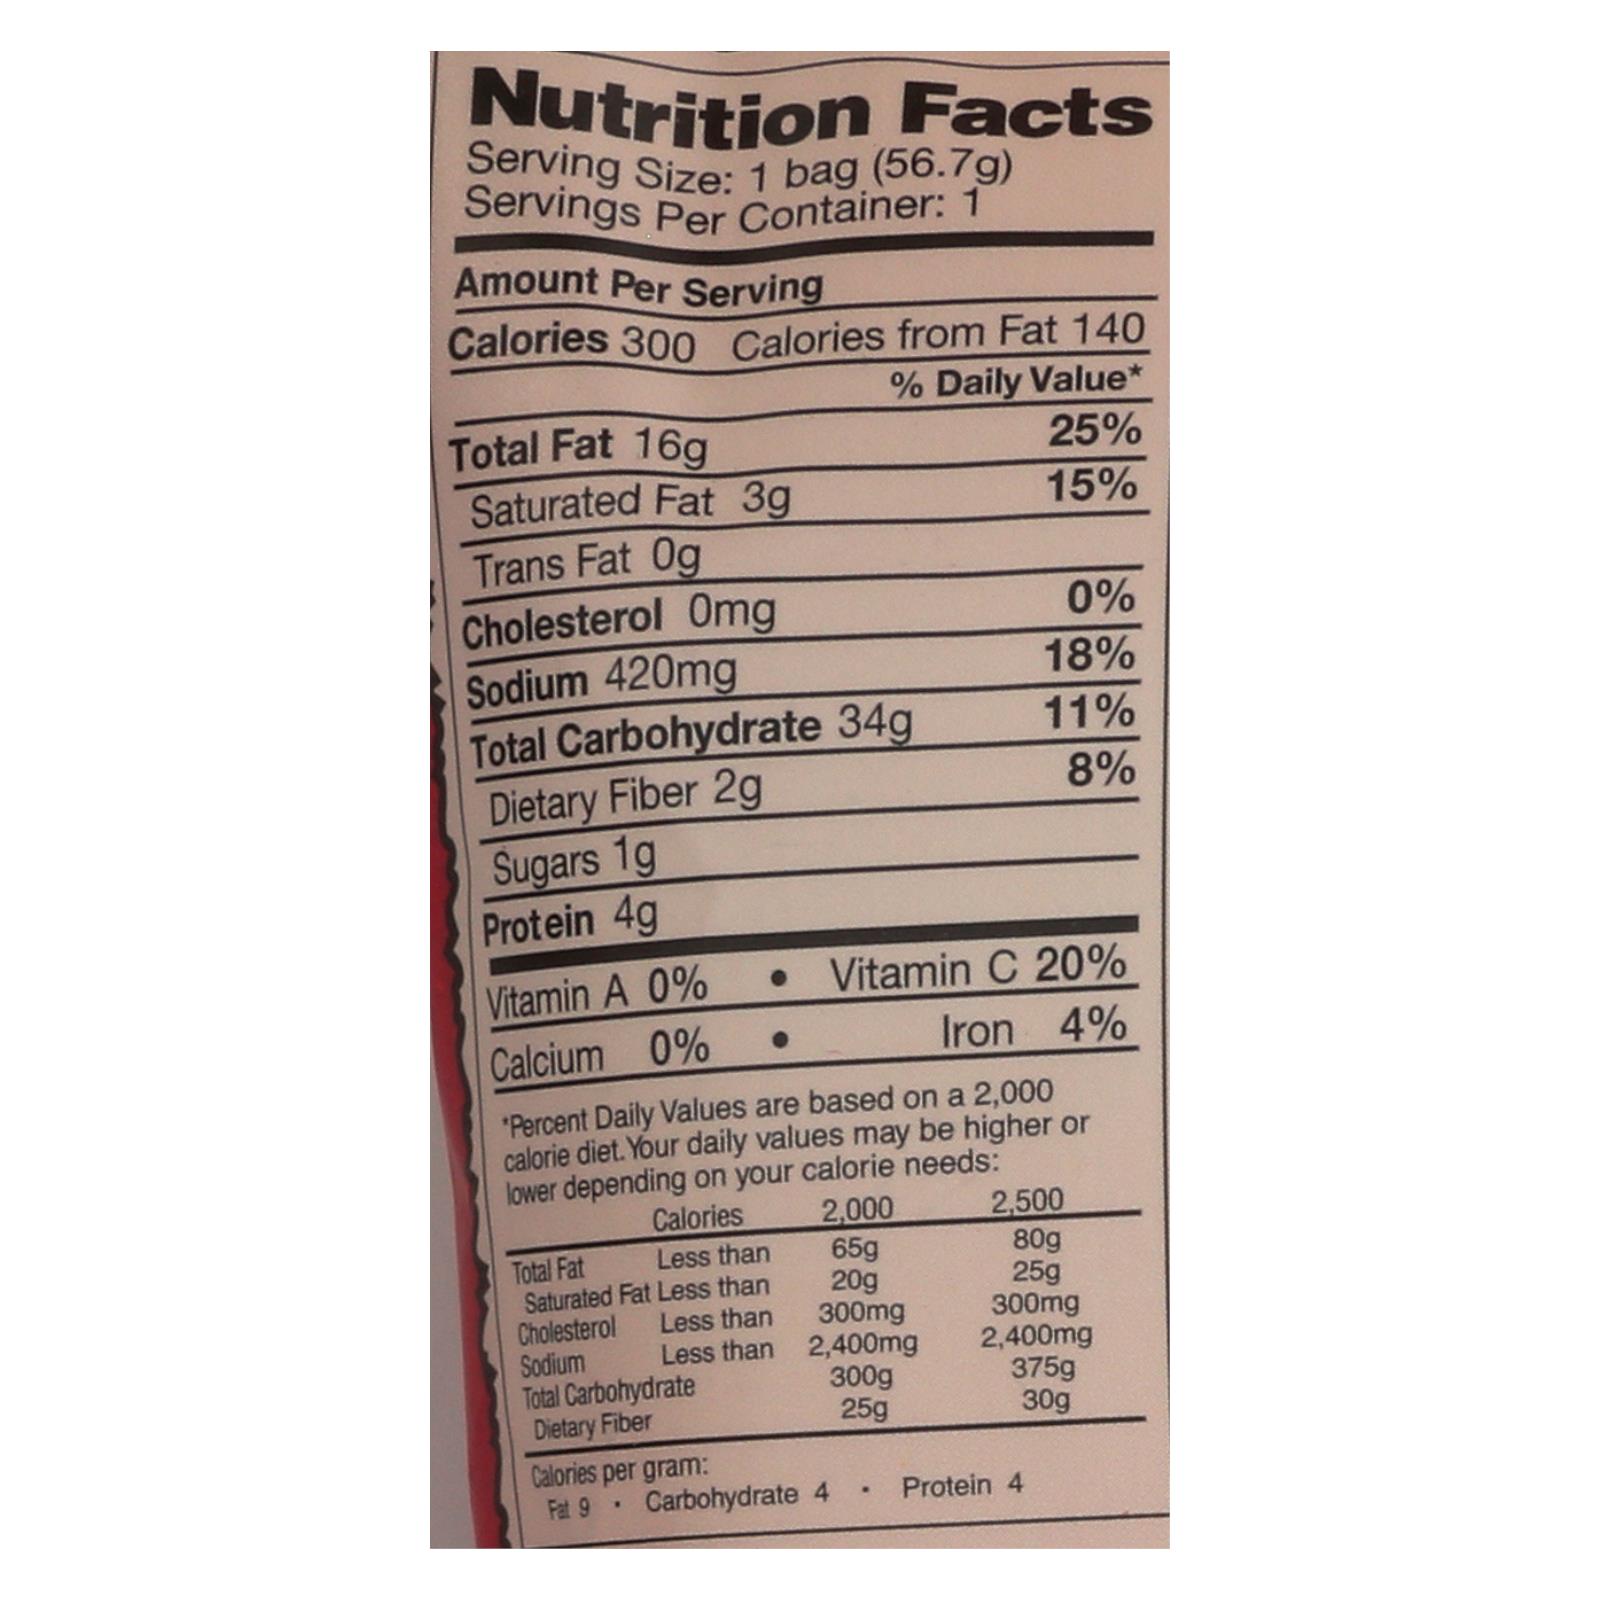 Nutrition Facts
Serving Size: 1 bag (56.7g)
Servings Per Container: 1
Amount Per Serving
Calories 300 Calories from Fat 140
% Daily Value*
Total Fat 16g 25%
Saturated Fat 3g 15%
Trans Fat 0g
Cholesterol 0mg 0%
Sodium 420mg 18%
Total Carbohydrate 34g 11%
Dietary Fiber 2g 8%
Sugars 1g
Protein 4g
Vitamin A 0% • Vitamin C 20%
Calcium 0% • Iron 4%
*Percent Daily Values are based on a 2,000
calorie diet. Your daily values may be higher or
lower depending on your calorie needs:
Calories 2,000 2,500
Total Fat Less than 65g 80g
Saturated Fat Less than 20g 25g
Cholesterol Less than 300mg 300mg
Sodium Less than 2,400mg 2,400mg
Total Carbohydrate 300g 375g
Dietary Fiber 25g 30g
Calories per gram:
Fat 9 • Carbohydrate 4 • Protein 4